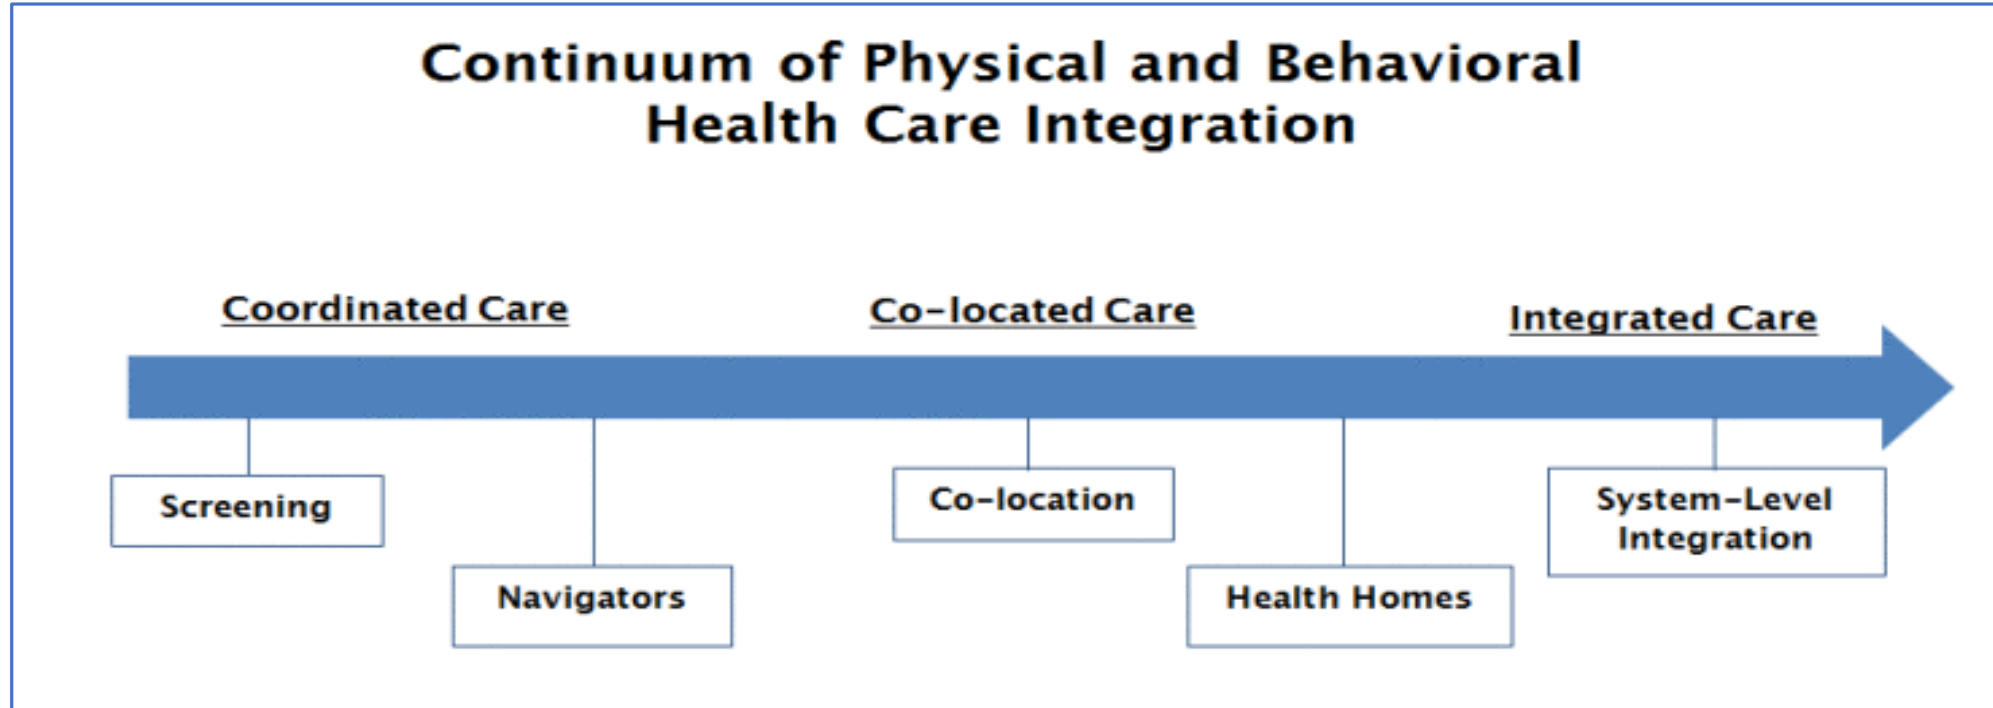 Continuum of Physical and Behavioral
Health Care Integration
Coordinated Care
Co-located Care
Integrated Care
Screening
Navigators
Co-location
Health Homes
System-Level
Integration